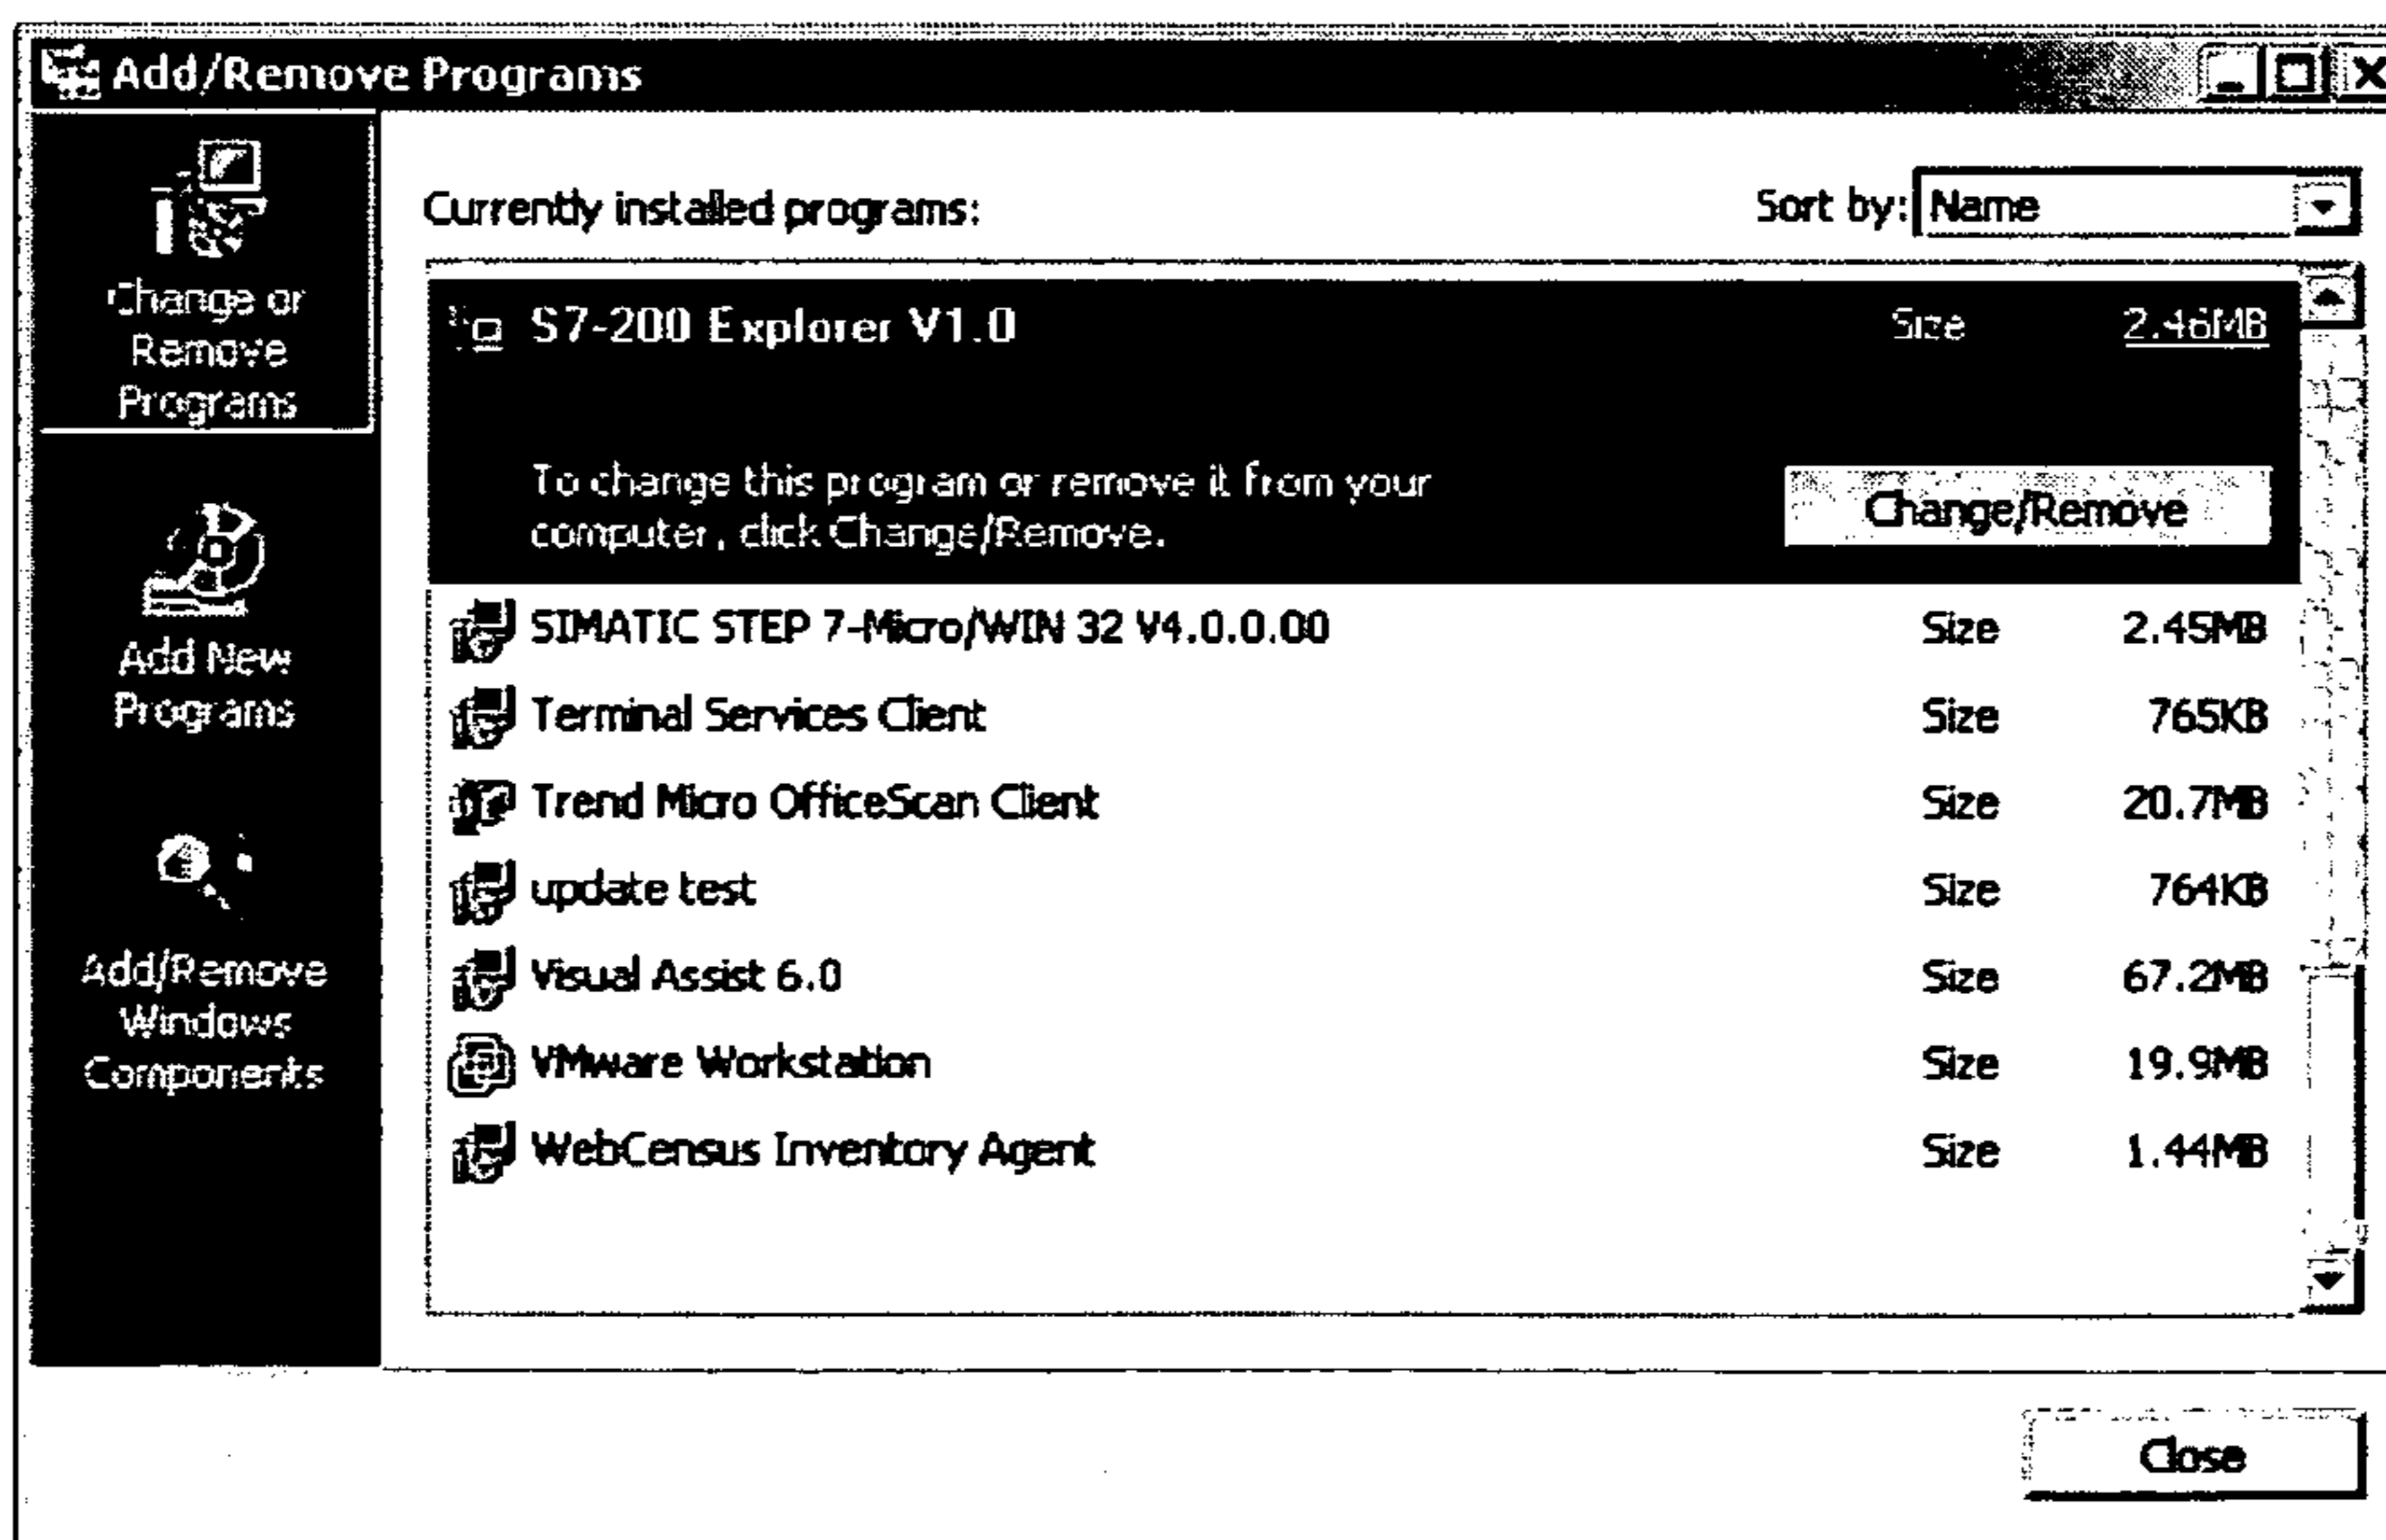 Add/Remove Programs
Change or
Remove
Programs
Add New
Programs
Add/Remove
Windows
Components
Currently installed programs:
Sort by: Name
S7-200 Explorer V1.0 Size 2.46MB
To change this program or remove it from your
computer, click Change/Remove.
Change/Remove
SIMATIC STEP 7-Micro/WIN 32 V4.0.0.00 Size 2.45MB
Terminal Services Client Size 765KB
Trend Micro OfficeScan Client Size 20.7MB
update test Size 764KB
Visual Assist 6.0 Size 67.2MB
VMware Workstation Size 19.9MB
WebCensus Inventory Agent Size 1.44MB
Close